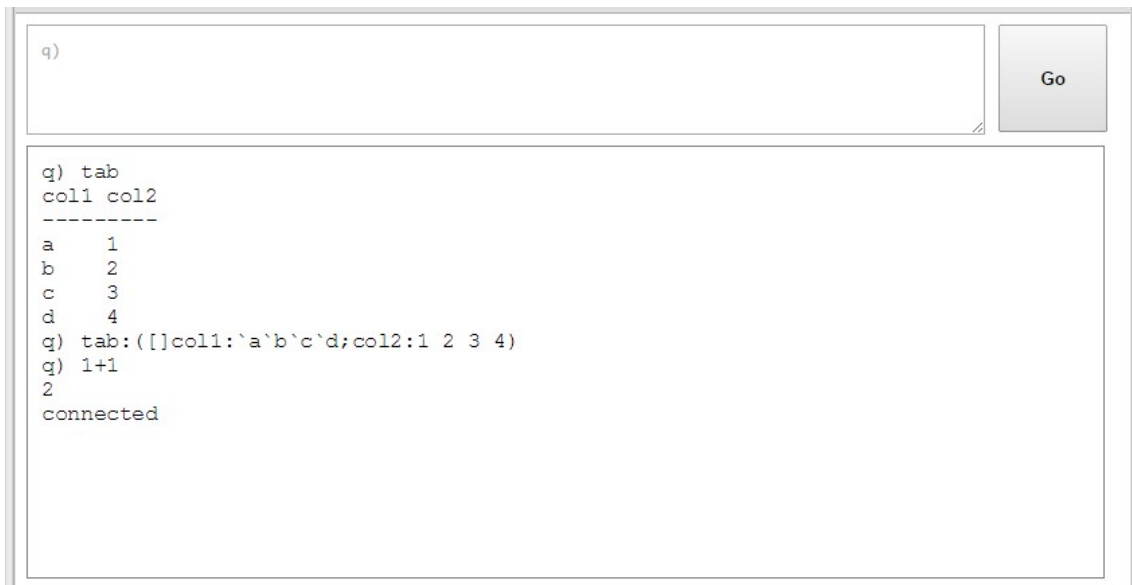 q)
Go
q) tab
col1 col2
---------
a    1
b    2
c    3
d    4
q) tab:([]col1:`a`b`c`d;col2:1 2 3 4)
q) 1+1
2
connected